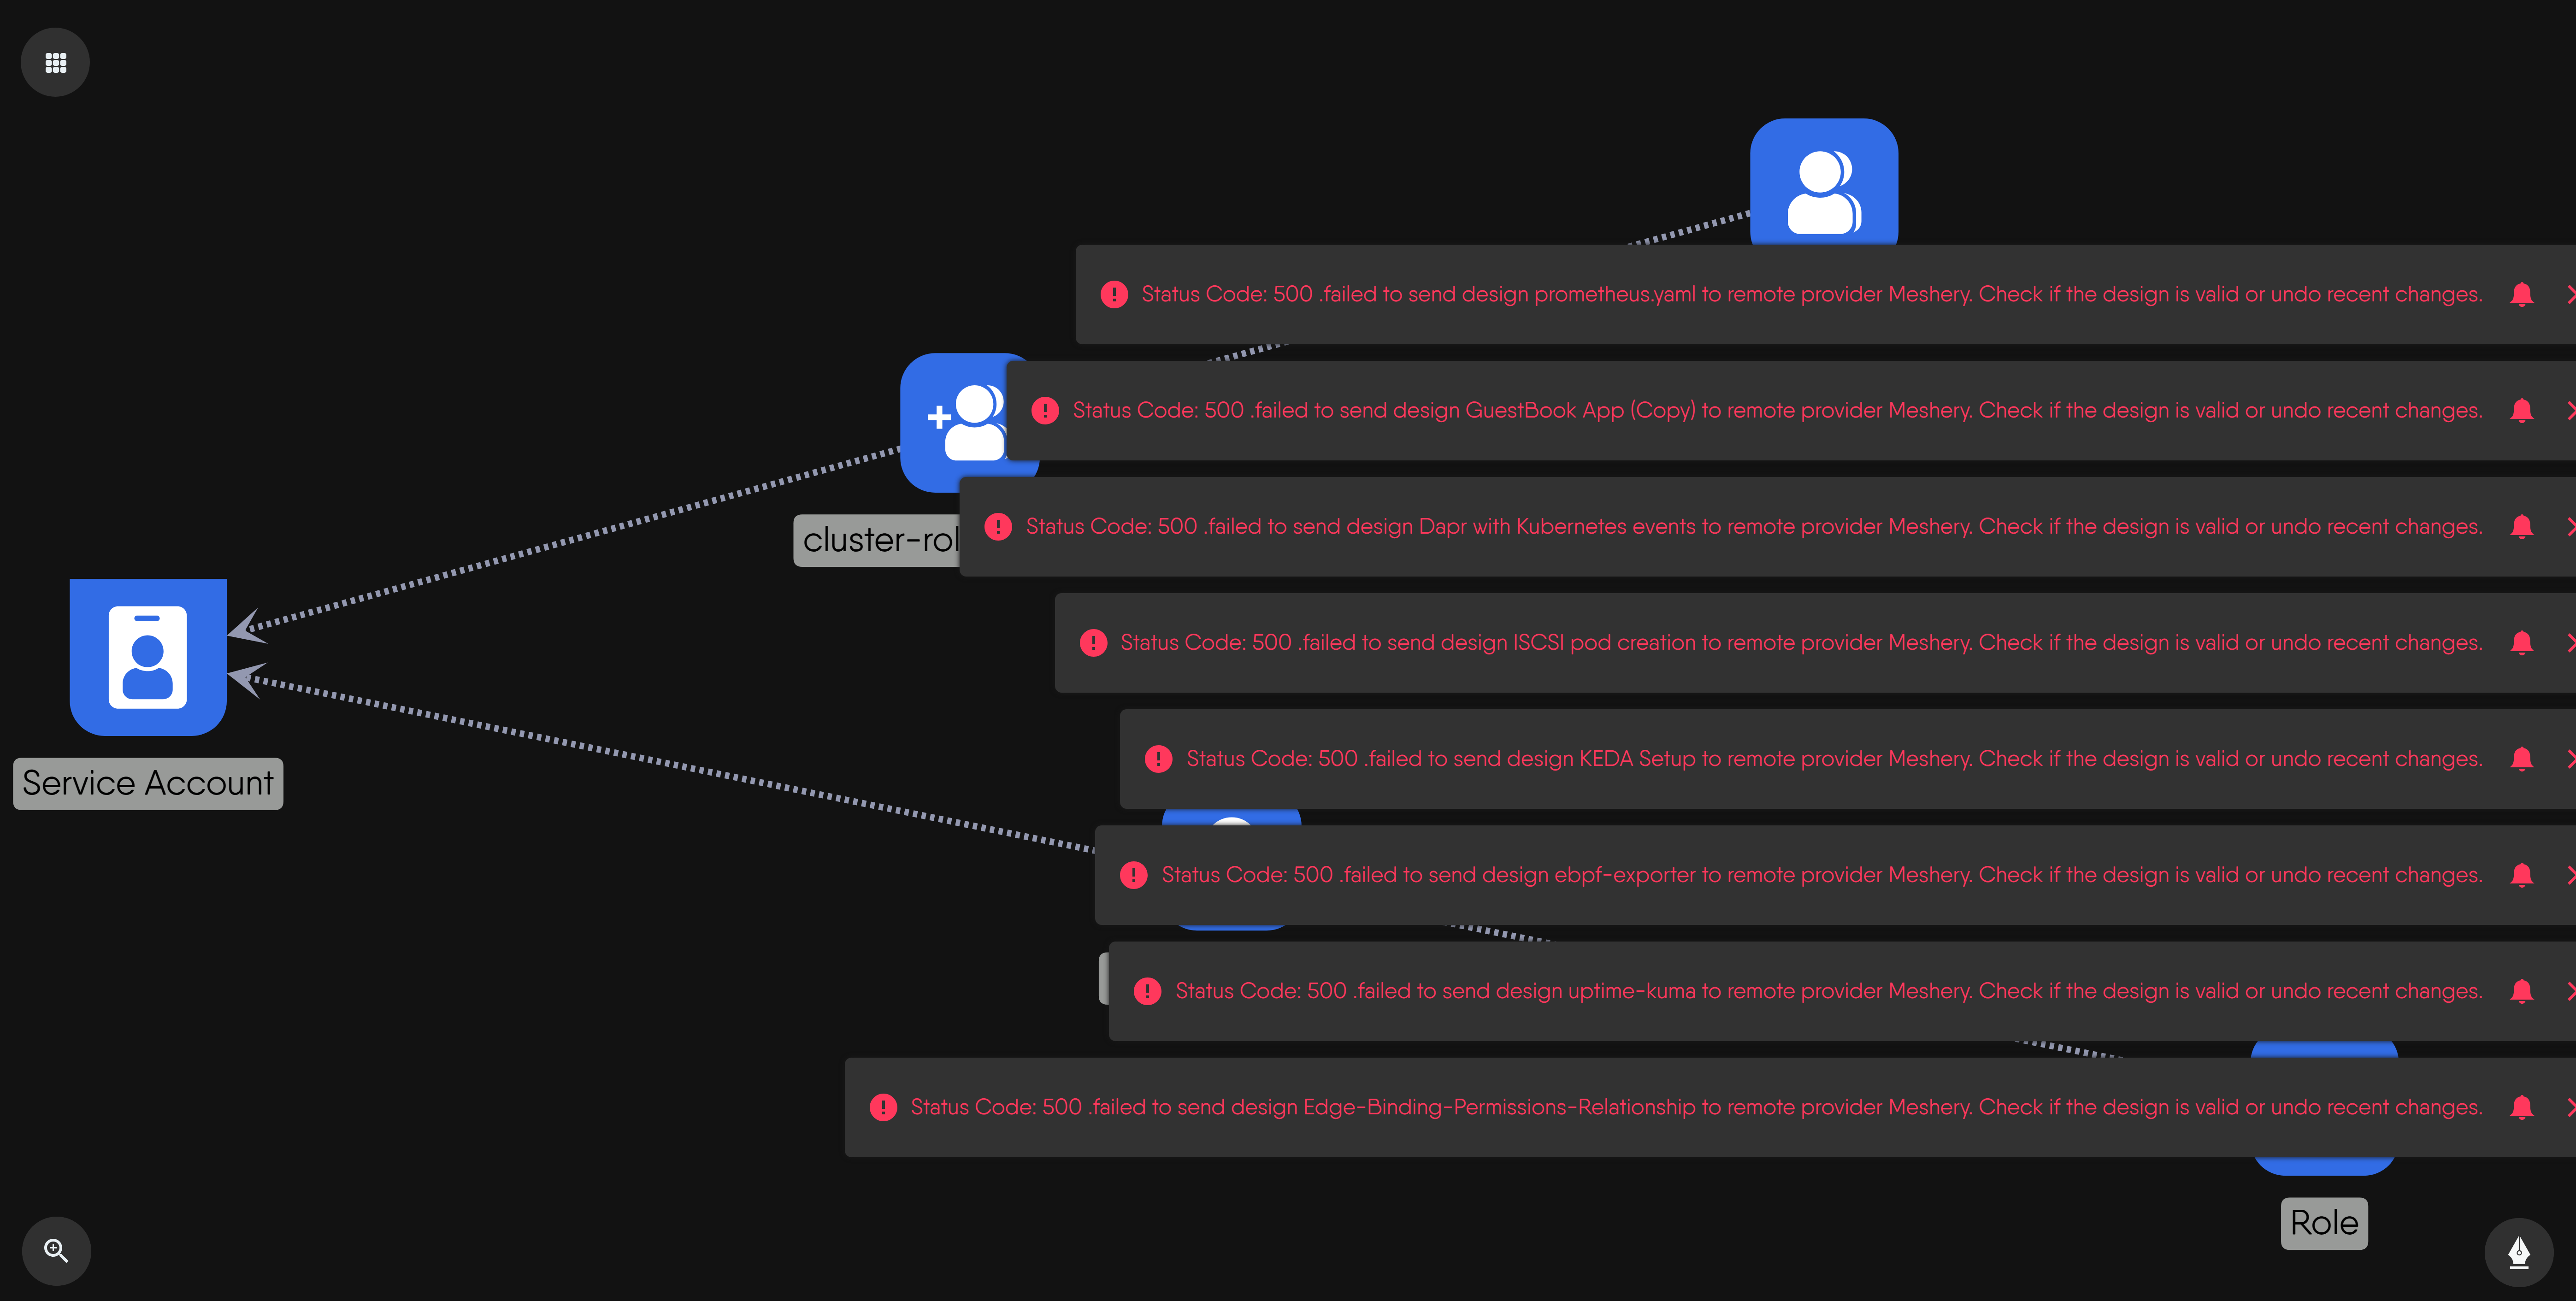 Status Code: 500 .failed to send design prometheus.yaml to remote provider Meshery. Check if the design is valid or undo recent changes.
Status Code: 500 .failed to send design GuestBook App (Copy) to remote provider Meshery. Check if the design is valid or undo recent changes.
Status Code: 500 .failed to send design Dapr with Kubernetes events to remote provider Meshery. Check if the design is valid or undo recent changes.
cluster-rol
Status Code: 500 .failed to send design ISCSI pod creation to remote provider Meshery. Check if the design is valid or undo recent changes.
Status Code: 500 .failed to send design KEDA Setup to remote provider Meshery. Check if the design is valid or undo recent changes.
Service Account
Status Code: 500 .failed to send design ebpf-exporter to remote provider Meshery. Check if the design is valid or undo recent changes.
Status Code: 500 .failed to send design uptime-kuma to remote provider Meshery. Check if the design is valid or undo recent changes.
Status Code: 500 .failed to send design Edge-Binding-Permissions-Relationship to remote provider Meshery. Check if the design is valid or undo recent changes.
Role